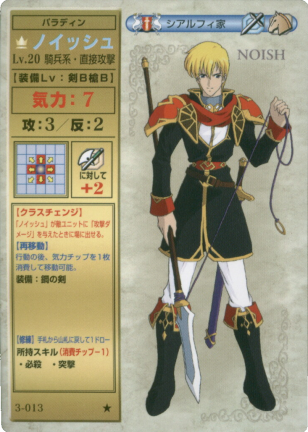 パラディン
ノイッシュ
Lv.20 騎兵系・直接攻撃
【装備Lv:剣B槍B】
気力:7
攻:3/反:2
に対して
+2
【クラスチェンジ】
「ノイッシュ」が敵ユニットに「攻撃ダメージ」を与えたときに場に出せる。
【再移動】
行動の後、気力チップを1枚
消費して移動可能。
装備:鋼の剣
手札から山札に戻して1ドロー
所持スキル(消費チップー1)
・必殺 ・突撃
3-013
★
シアルフィ家
NOISH